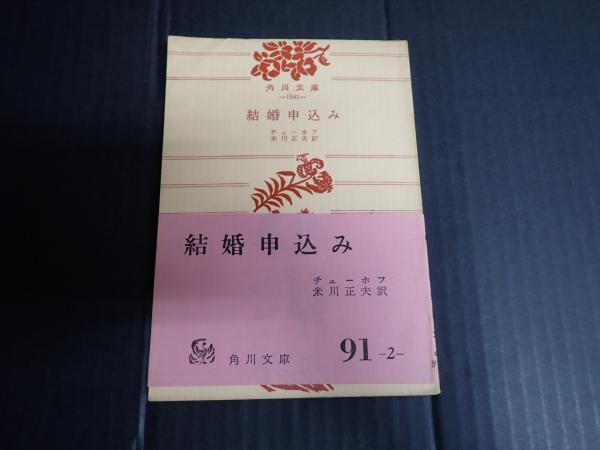 角川文庫
—1541—
結婚申込み
チェーホフ
米川正夫訳
結婚申込み
チェーホフ
米川正夫訳
角川文庫
91 -2-